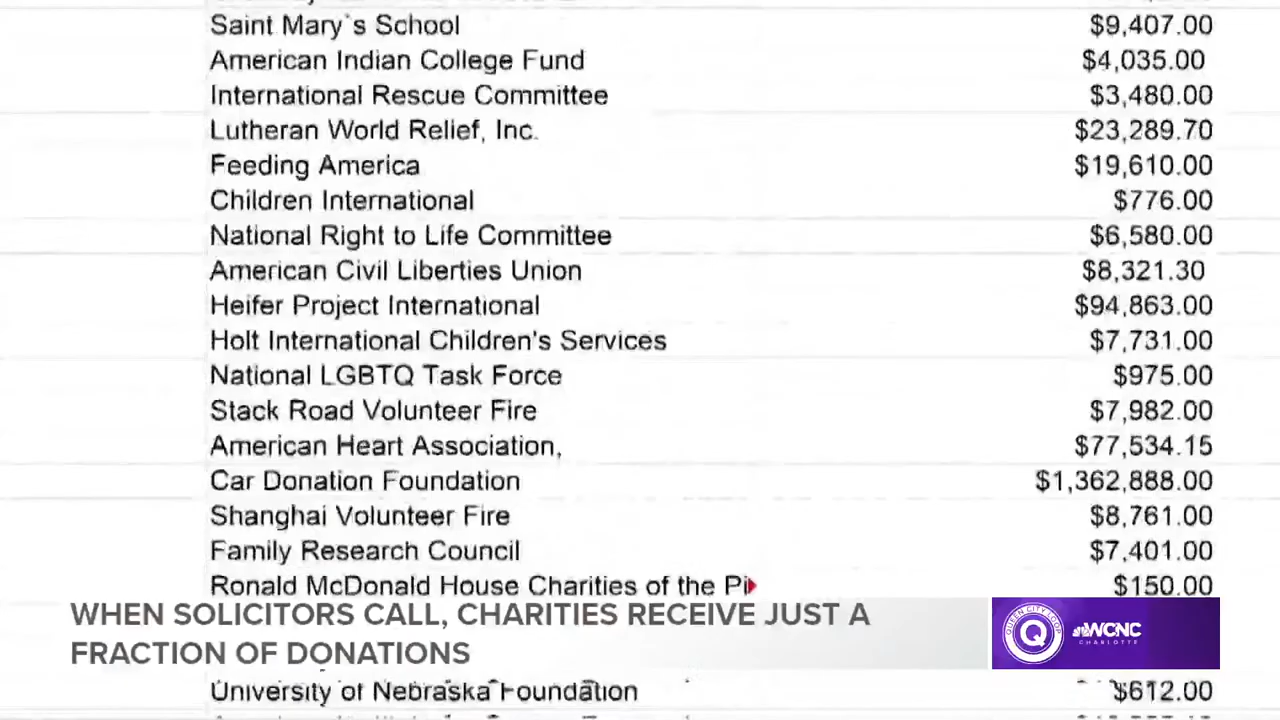 Saint Mary`s School $9,407.00
American Indian College Fund $4,035.00
International Rescue Committee $3,480.00
Lutheran World Relief, Inc. $23,289.70
Feeding America $19,610.00
Children International $776.00
National Right to Life Committee $6,580.00
American Civil Liberties Union $8,321.30
Heifer Project International $94,863.00
Holt International Children's Services $7,731.00
National LGBTQ Task Force $975.00
Stack Road Volunteer Fire $7,982.00
American Heart Association, $77,534.15
Car Donation Foundation $1,362,888.00
Shanghai Volunteer Fire $8,761.00
Family Research Council $7,401.00
Ronald McDonald House Charities of the Pi $150.00
WHEN SOLICITORS CALL, CHARITIES RECEIVE JUST A
FRACTION OF DONATIONS
QUEEN CITY LOOP
Q
WCNC
CHARLOTTE
University of Nebraska Foundation $612.00